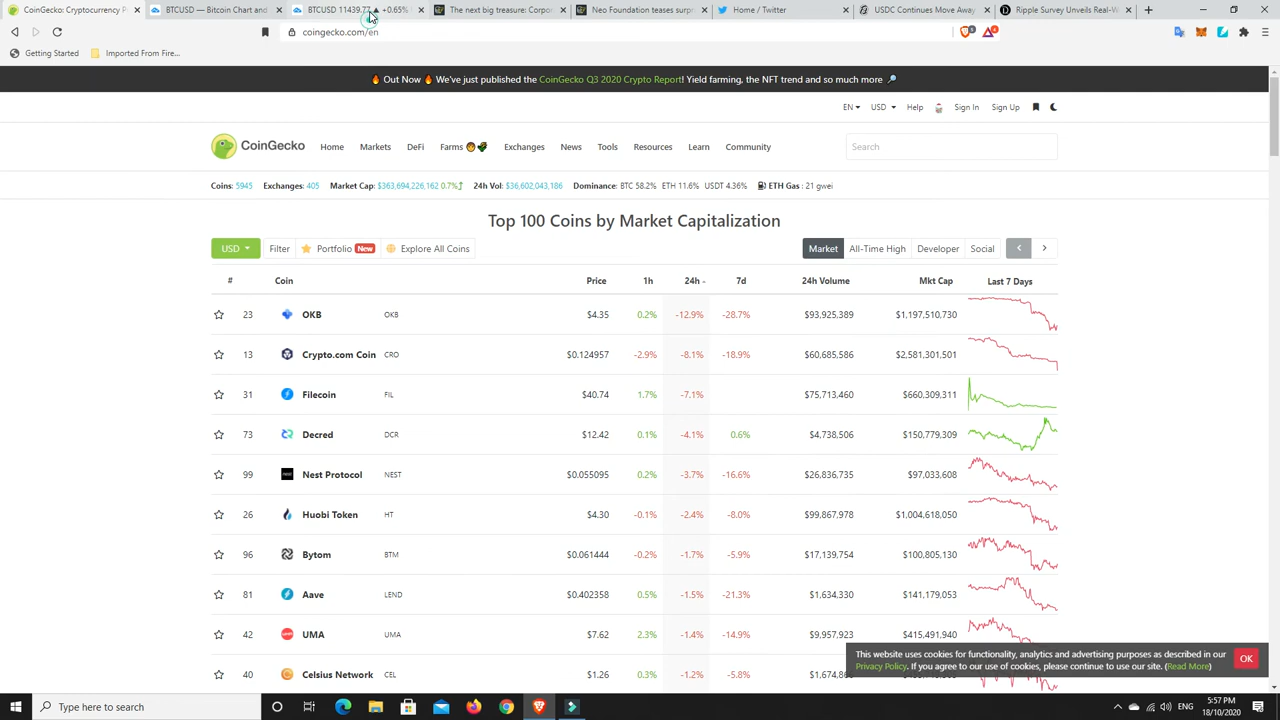 CoinGecko: Cryptocurrency P
BTCUSD — Bitcoin Chart and
BTCUSD 11439.77 ▲ +0.65%
The next big treasure: Corpo
Neo Foundation teases surp
Home / Twitter
USDC Continues Move Away
Ripple Survey Unveils Real-W
coingecko.com/en
Getting Started
Imported From Fire...
🔥 Out Now 🔥 We've just published the CoinGecko Q3 2020 Crypto Report! Yield farming, the NFT trend and so much more 🔎
EN USD Help Sign In Sign Up
CoinGecko Home Markets DeFi Farms Exchanges News Tools Resources Learn Community Search
Coins: 5945 Exchanges: 405 Market Cap: $363,694,226,162 0.7% 24h Vol: $36,602,043,186 Dominance: BTC 58.2% ETH 11.6% USDT 4.36% ETH Gas : 21 gwei
Top 100 Coins by Market Capitalization
USD Filter Portfolio New Explore All Coins Market All-Time High Developer Social < >
# Coin Price 1h 24h 7d 24h Volume Mkt Cap Last 7 Days
23 OKB OKB $4.35 0.2% -12.9% -28.7% $93,925,389 $1,197,510,730
13 Crypto.com Coin CRO $0.124957 -2.9% -8.1% -18.9% $60,685,586 $2,581,301,501
31 Filecoin FIL $40.74 1.7% -7.1% $75,713,460 $660,309,311
73 Decred DCR $12.42 0.1% -4.1% 0.6% $4,738,506 $150,779,309
99 Nest Protocol NEST $0.055095 0.2% -3.7% -16.6% $26,836,735 $97,033,608
26 Huobi Token HT $4.30 -0.1% -2.4% -8.0% $99,867,978 $1,004,618,050
96 Bytom BTM $0.061444 -0.2% -1.7% -5.9% $17,139,754 $100,805,130
81 Aave LEND $0.402358 0.5% -1.5% -21.3% $1,634,330 $141,179,053
42 UMA UMA $7.62 2.3% -1.4% -14.9% $9,957,923 $415,491,940
40 Celsius Network CEL $1.26 0.3% -1.2% -5.8%
This website uses cookies for functionality, analytics and advertising purposes as described in our
Privacy Policy. If you agree to our use of cookies, please continue to use our site. (Read More)
OK
Type here to search
ENG
5:57 PM
18/10/2020